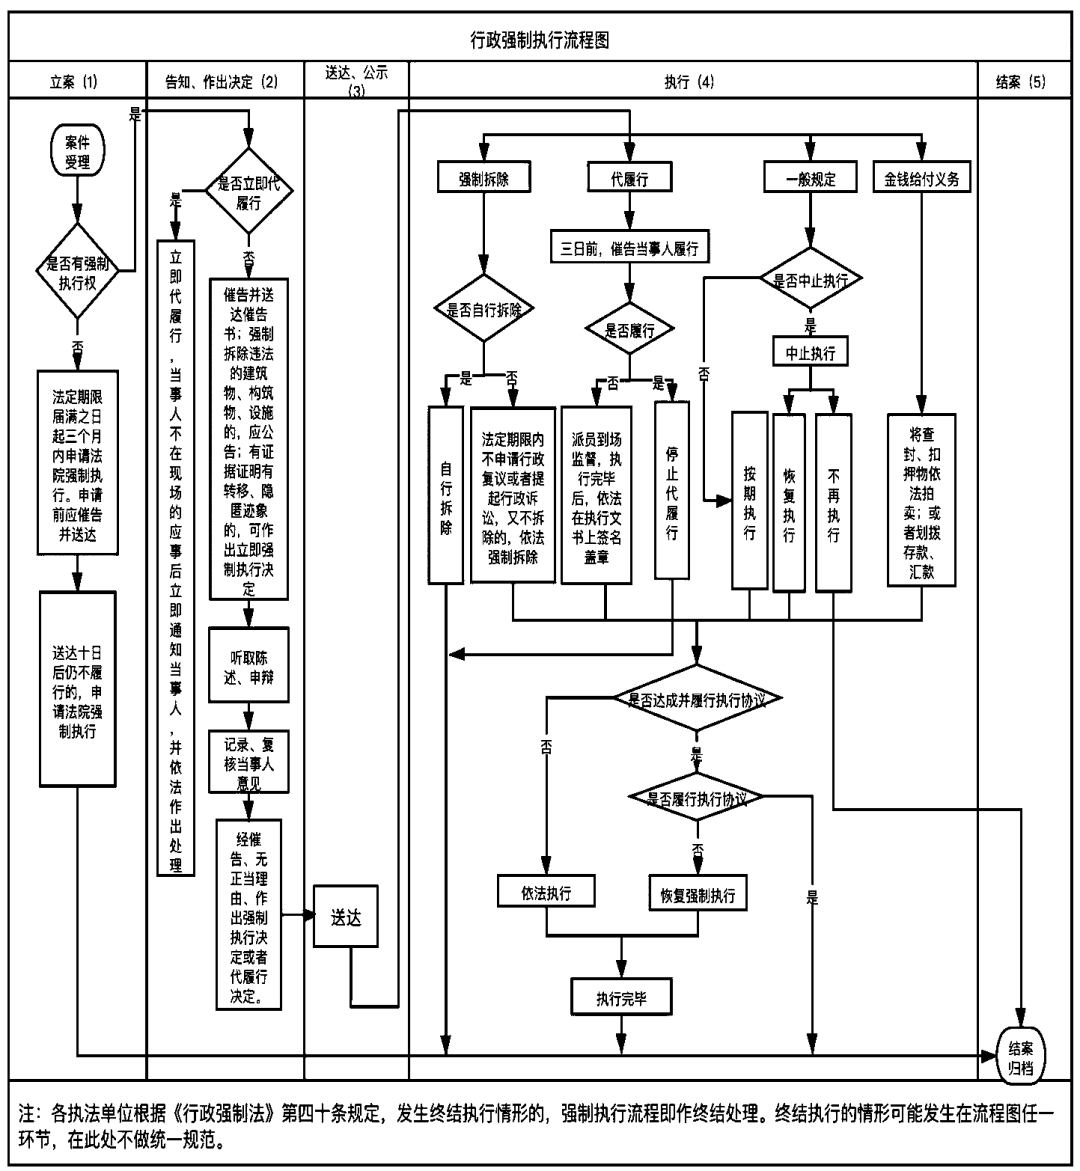 行政强制执行流程图
立案（1）
告知、作出决定（2）
送达、公示
（3）
执行（4）
结案（5）
案件
受理
是否有强制
执行权
是
否
法定期限
届满之日
起三个月
内申请法
院强制执
行。申请
前应催告
并送达
送达十日
后仍不履
行的，申
请法院强
制执行
是否立即代
履行
是
否
立即代履行，当事人不在现场的应事后立即通知当事人，并依法作出处理
催告并送
达催告
书；强制
拆除违法
的建筑
物、构筑
物、设施
的，应公
告；有证
据证明有
转移、隐
匿迹象
的，可作
出立即强
制执行决
定
听取陈
述、申辩
记录、复
核当事人
意见
经催
告、无
正当理
由、作
出强制
执行决
定或者
代履行
决定。
送达
强制拆除
代履行
一般规定
金钱给付义务
是否自行拆除
是
否
自行拆除
法定期限内
不申请行政
复议或者提
起行政诉
讼，又不拆
除的，依法
强制拆除
三日前，催告当事人履行
是否履行
否
是
派员到场
监督，执
行完毕
后，依法
在执行文
书上签名
盖章
停止代履行
是否中止执行
是
否
中止执行
按期执行
恢复执行
不再执行
将查
封、扣
押物依
法拍
卖；或
者划拨
存款、
汇款
是否达成并履行执行协议
否
是
是否履行执行协议
否
是
依法执行
恢复强制执行
执行完毕
结案
归档
注：各执法单位根据《行政强制法》第四十条规定，发生终结执行情形的，强制执行流程即作终结处理。终结执行的情形可能发生在流程图任一
环节，在此处不做统一规范。